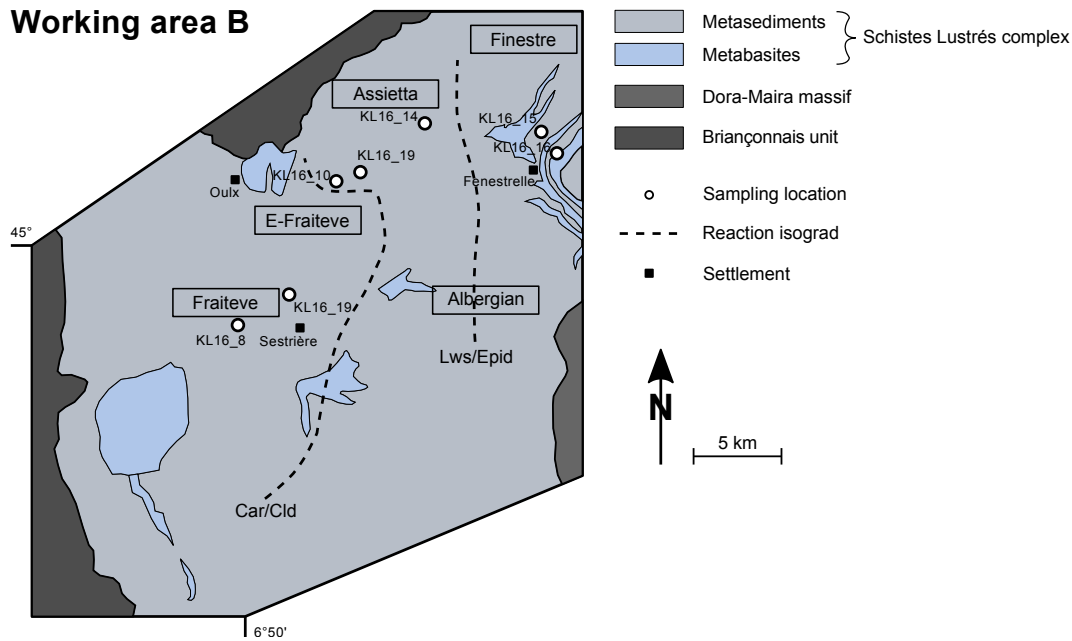 Working area B
Finestre
Assietta
KL16_14
KL16_15
KL16_16
KL16_19
KL16_10
Fenestrelle
Oulx
E-Fraiteve
45°
Fraiteve
KL16_19
Albergian
KL16_8
Sestrière
Lws/Epid
Car/Cld
6°50'
Metasediments
Metabasites
Schistes Lustrés complex
Dora-Maira massif
Briançonnais unit
Sampling location
Reaction isograd
Settlement
N
5 km